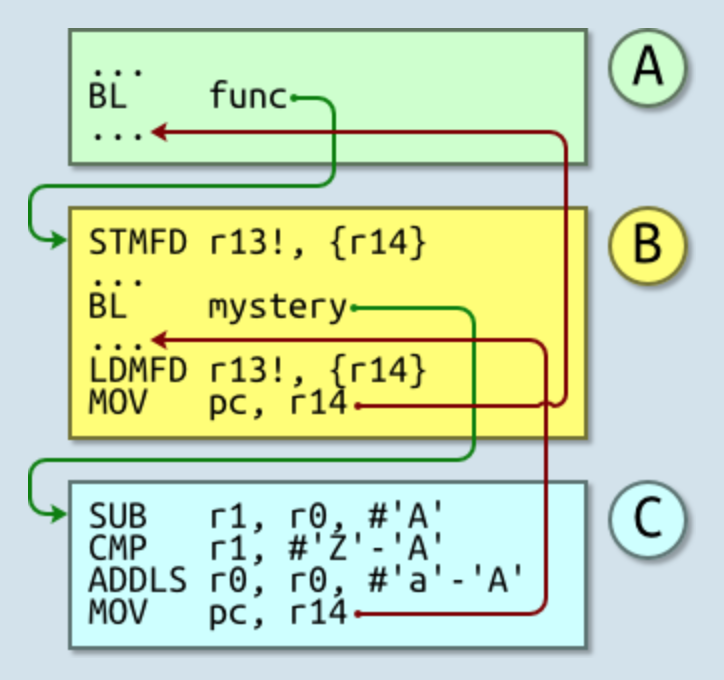 ...
BL func
...
A
STMFD r13!, {r14}
...
BL mystery
...
LDMFD r13!, {r14}
MOV pc, r14
B
SUB r1, r0, #'A'
CMP r1, #'Z'-'A'
ADDLS r0, r0, #'a'-'A'
MOV pc, r14
C